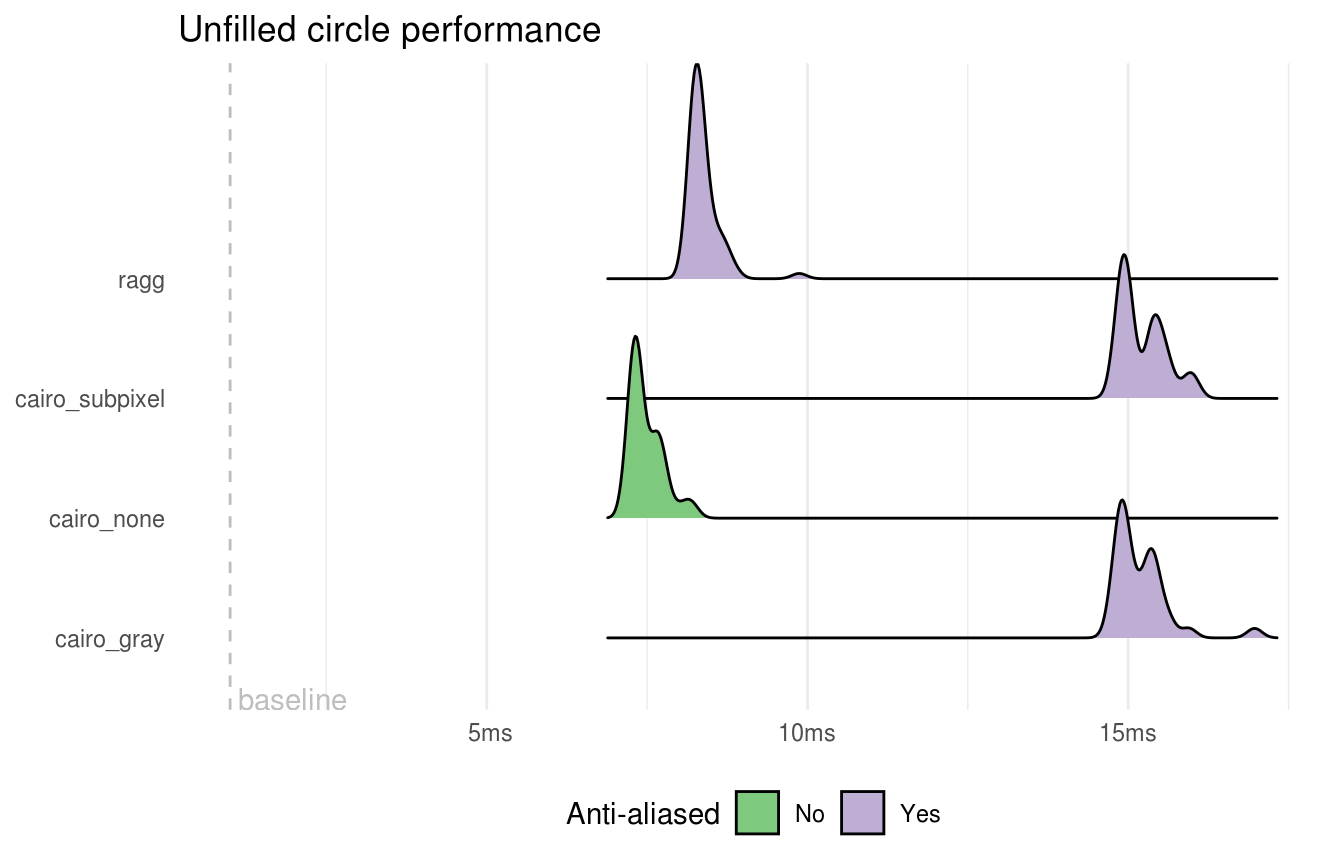 Unfilled circle performance
ragg
cairo_subpixel
cairo_none
cairo_gray
baseline
5ms 10ms 15ms
Anti-aliased No Yes